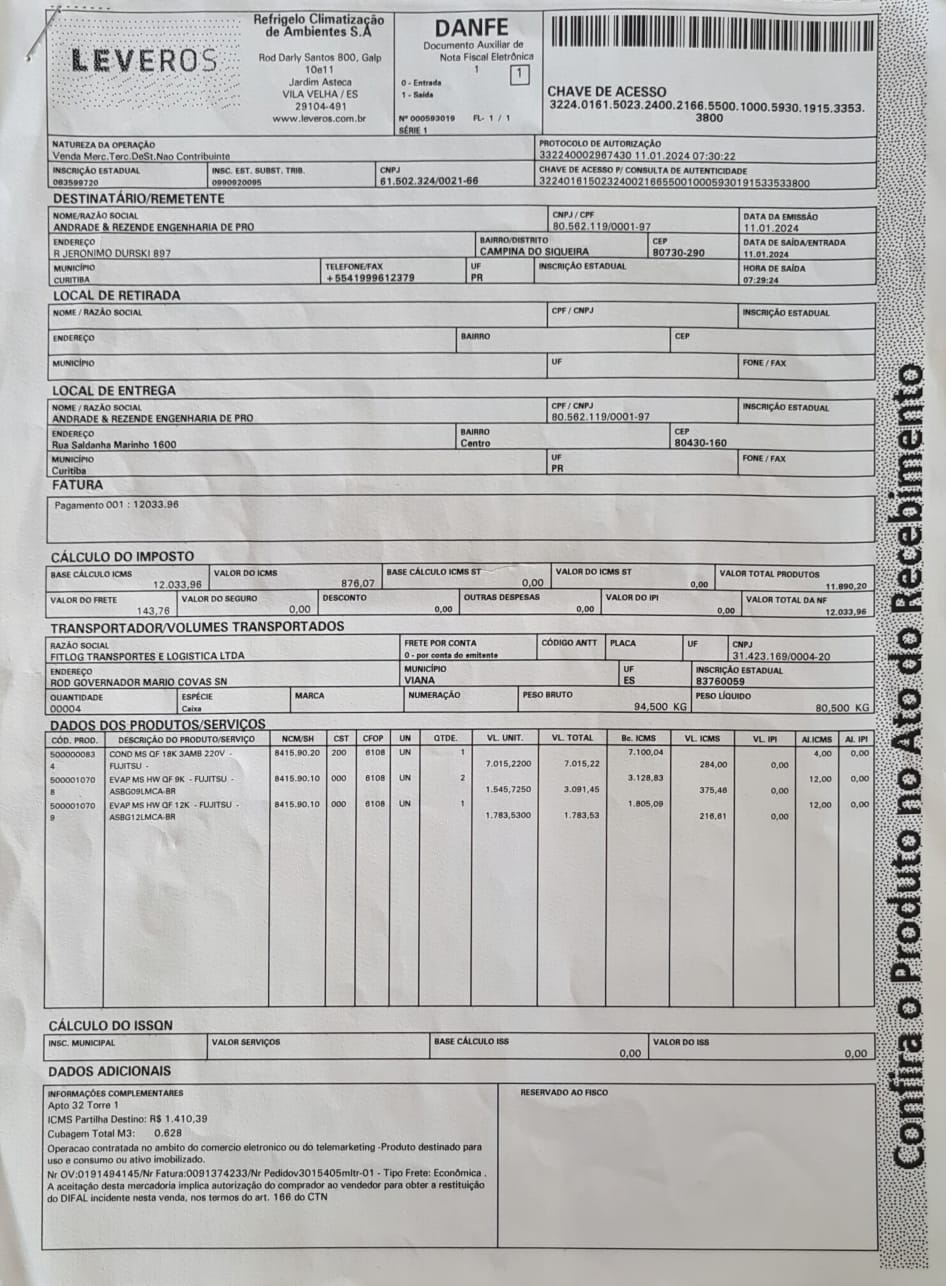 LEVEROS
Refrigelo Climatização
de Ambientes S.A
Rod Darly Santos 800, Galp
10e11
Jardim Asteca
VILA VELHA / ES
29104-491
www.leveros.com.br
DANFE
Documento Auxiliar de
Nota Fiscal Eletrônica
1
0 - Entrada
1 - Saída
1
Nº 000593019 FL- 1 / 1
SÉRIE 1
CHAVE DE ACESSO
3224.0161.5023.2400.2166.5500.1000.5930.1915.3353.
3800
NATUREZA DA OPERAÇÃO
Venda Merc.Terc.DeSt.Nao Contribuinte
PROTOCOLO DE AUTORIZAÇÃO
332240002967430 11.01.2024 07:30:22
INSCRIÇÃO ESTADUAL
083599720
INSC. EST. SUBST. TRIB.
0990920095
CNPJ
61.502.324/0021-66
CHAVE DE ACESSO P/ CONSULTA DE AUTENTICIDADE
32240161502324002166550010005930191533533800
DESTINATÁRIO/REMETENTE
NOME/RAZÃO SOCIAL
ANDRADE & REZENDE ENGENHARIA DE PRO
CNPJ / CPF
80.562.119/0001-97
DATA DA EMISSÃO
11.01.2024
ENDEREÇO
R JERONIMO DURSKI 897
BAIRRO/DISTRITO
CAMPINA DO SIQUEIRA
CEP
80730-290
DATA DE SAÍDA/ENTRADA
11.01.2024
MUNICÍPIO
CURITIBA
TELEFONE/FAX
+5541999612379
UF
PR
INSCRIÇÃO ESTADUAL
HORA DE SAÍDA
07:29:24
LOCAL DE RETIRADA
NOME / RAZÃO SOCIAL
CPF / CNPJ
INSCRIÇÃO ESTADUAL
ENDEREÇO
BAIRRO
CEP
MUNICÍPIO
UF
FONE / FAX
LOCAL DE ENTREGA
NOME / RAZÃO SOCIAL
ANDRADE & REZENDE ENGENHARIA DE PRO
CPF / CNPJ
80.562.119/0001-97
INSCRIÇÃO ESTADUAL
ENDEREÇO
Rua Saldanha Marinho 1600
BAIRRO
Centro
CEP
80430-160
MUNICÍPIO
Curitiba
UF
PR
FONE / FAX
FATURA
Pagamento 001 : 12033.96
CÁLCULO DO IMPOSTO
BASE CÁLCULO ICMS
12.033,96
VALOR DO ICMS
876,07
BASE CÁLCULO ICMS ST
0,00
VALOR DO ICMS ST
0,00
VALOR TOTAL PRODUTOS
11.890,20
VALOR DO FRETE
143,76
VALOR DO SEGURO
0,00
DESCONTO
0,00
OUTRAS DESPESAS
0,00
VALOR DO IPI
0,00
VALOR TOTAL DA NF
12.033,96
TRANSPORTADOR/VOLUMES TRANSPORTADOS
RAZÃO SOCIAL
FITLOG TRANSPORTES E LOGISTICA LTDA
FRETE POR CONTA
0 - por conta do emitente
CÓDIGO ANTT
PLACA
UF
CNPJ
31.423.169/0004-20
ENDEREÇO
ROD GOVERNADOR MARIO COVAS SN
MUNICÍPIO
VIANA
UF
ES
INSCRIÇÃO ESTADUAL
83760059
QUANTIDADE
00004
ESPÉCIE
Caixa
MARCA
NUMERAÇÃO
PESO BRUTO
94,500 KG
PESO LÍQUIDO
80,500 KG
DADOS DOS PRODUTOS/SERVIÇOS
CÓD. PROD. DESCRIÇÃO DO PRODUTO/SERVIÇO NCM/SH CST CFOP UN QTDE. VL. UNIT. VL. TOTAL Bc. ICMS VL. ICMS VL. IPI Al.ICMS AL. IPI
500000083 COND MS QF 18K 3AMB 220V - 8415.90.20 200 6108 UN 1 7.100,04 4,00 0,00
4 FUJITSU - 7.015,2200 7.015,22 284,00 0,00
500001070 EVAP MS HW QF 9K - FUJITSU - 8415.90.10 000 6108 UN 2 3.128,83 12,00 0,00
8 ASBG09LMCA-BR 1.545,7250 3.091,45 375,46 0,00
500001070 EVAP MS HW QF 12K - FUJITSU - 8415.90.10 000 6108 UN 1 1.805,09 12,00 0,00
9 ASBG12LMCA-BR 1.783,5300 1.783,53 216,61 0,00
CÁLCULO DO ISSQN
INSC. MUNICIPAL
VALOR SERVIÇOS
BASE CÁLCULO ISS
0,00
VALOR DO ISS
0,00
DADOS ADICIONAIS
INFORMAÇÕES COMPLEMENTARES
Apto 32 Torre 1
ICMS Partilha Destino: R$ 1.410,39
Cubagem Total M3: 0.628
Operacao contratada no ambito do comercio eletronico ou do telemarketing -Produto destinado para
uso e consumo ou ativo imobilizado.
Nr OV:0191494145/Nr Fatura:0091374233/Nr Pedidov3015405mltr-01 - Tipo Frete: Econômica .
A aceitação desta mercadoria implica autorização do comprador ao vendedor para obter a restituição
do DIFAL incidente nesta venda, nos termos do art. 166 do CTN
RESERVADO AO FISCO
Confira o Produto no Ato do Recebimento